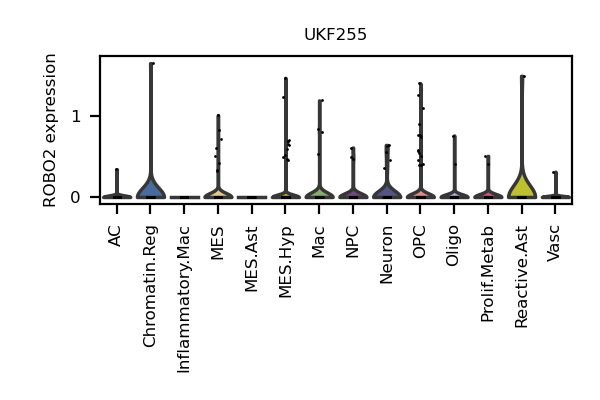 UKF255
ROBO2 expression
1
0
AC
Chromatin.Reg
Inflammatory.Mac
MES
MES.Ast
MES.Hyp
Mac
NPC
Neuron
OPC
Oligo
Prolif.Metab
Reactive.Ast
Vasc